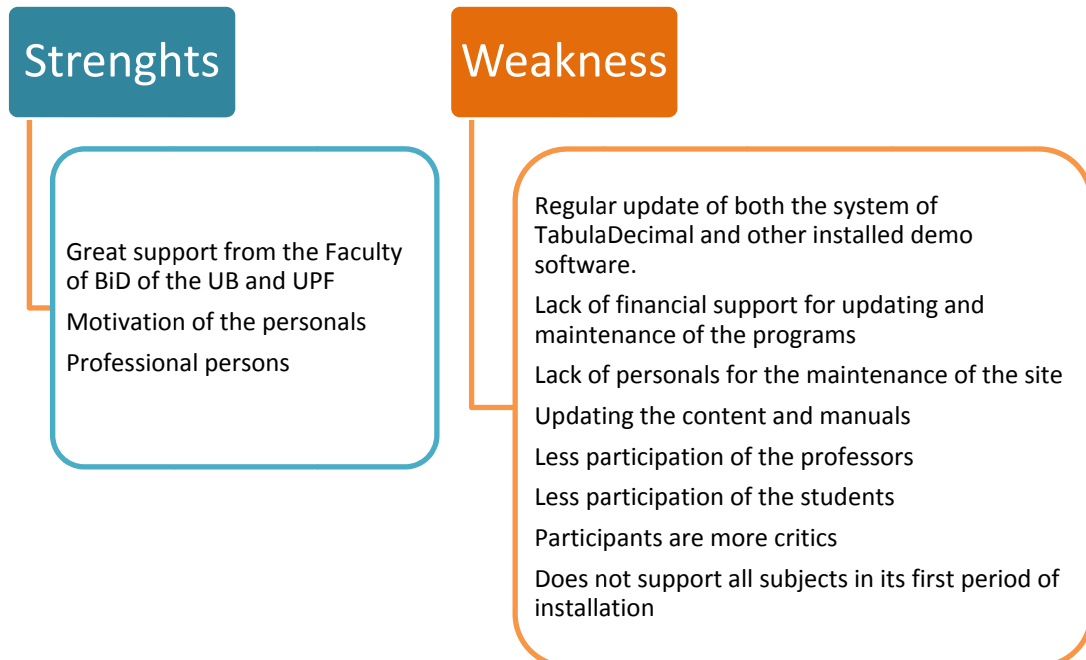 Strenghts
Great support from the Faculty
of BiD of the UB and UPF
Motivation of the personals
Professional persons
Weakness
Regular update of both the system of
TabulaDecimal and other installed demo
software.
Lack of financial support for updating and
maintenance of the programs
Lack of personals for the maintenance of the site
Updating the content and manuals
Less participation of the professors
Less participation of the students
Participants are more critics
Does not support all subjects in its first period of
installation